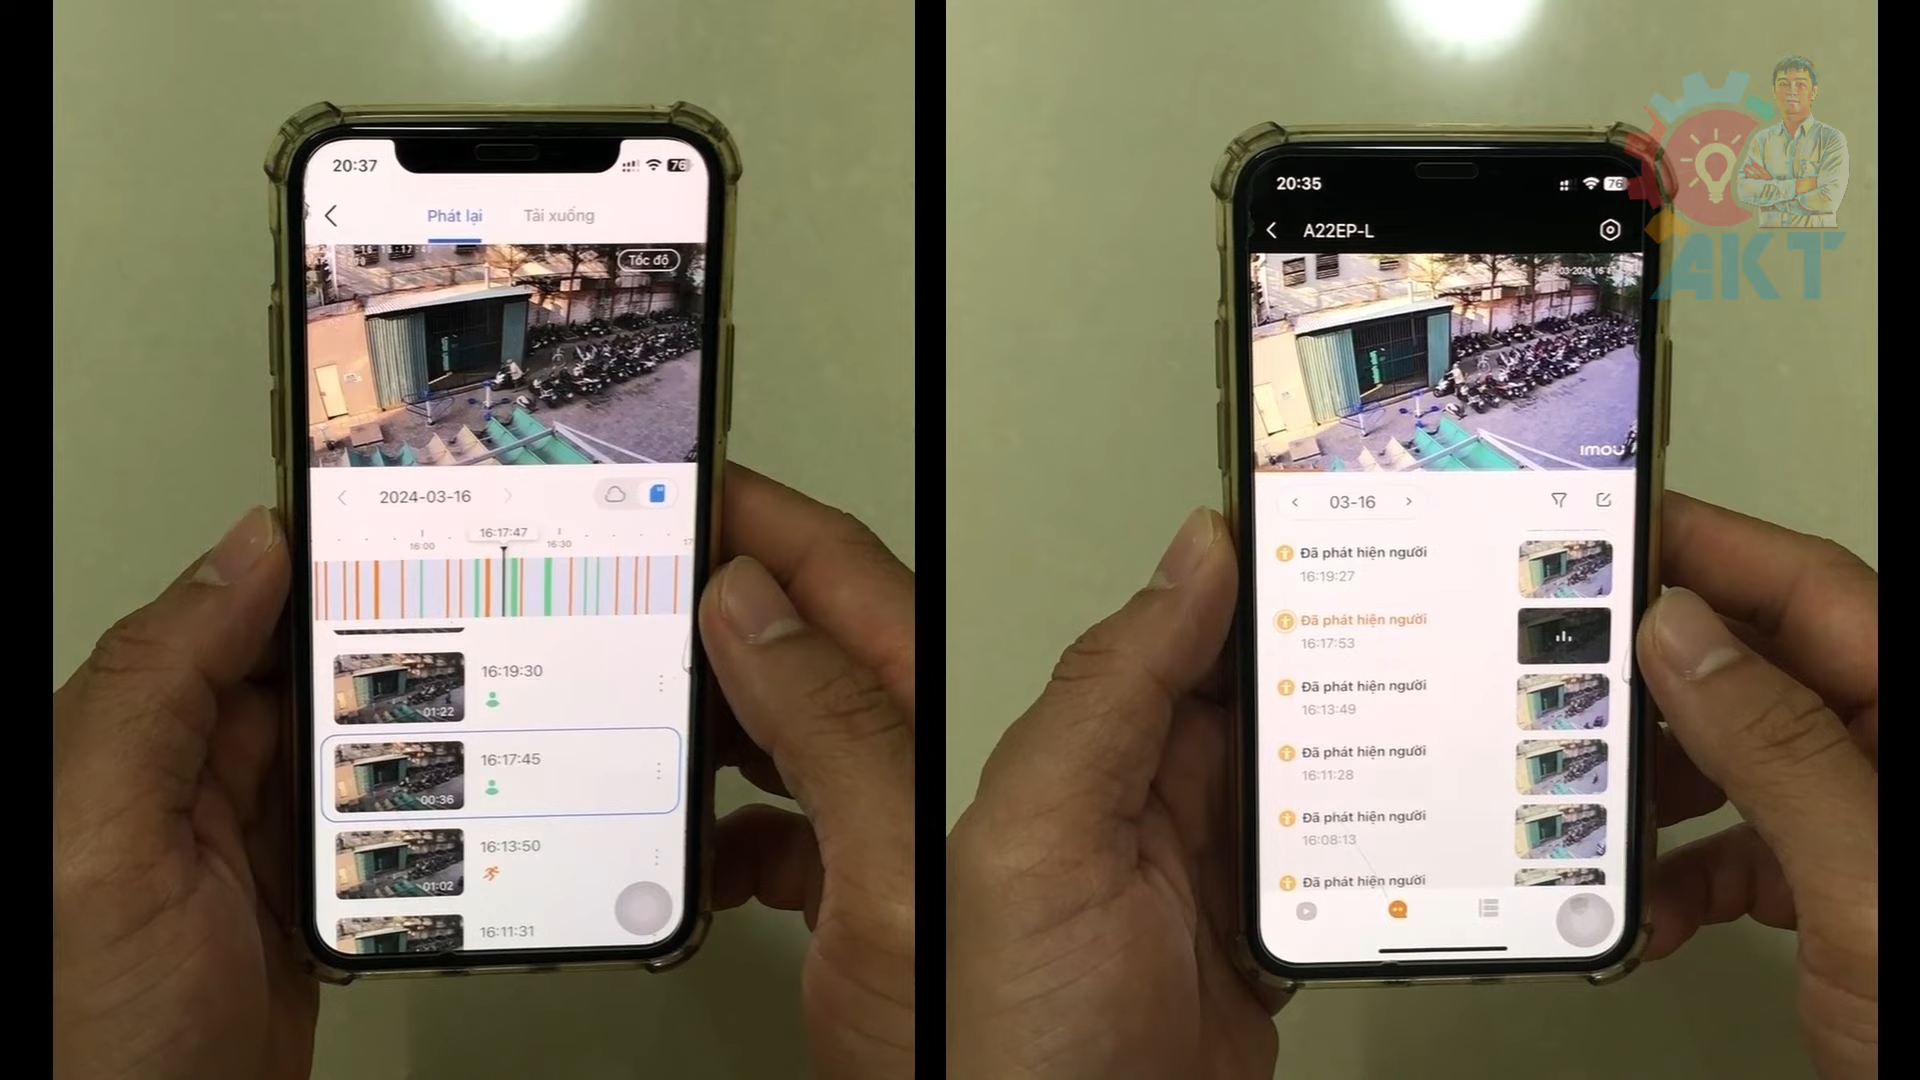 20:37
76
Phát lại
Tải xuống
Tốc độ
2024-03-16
16:17:47
16:00
16:30
16:19:30
01:22
16:17:45
00:36
16:13:50
01:02
16:11:31
20:35
76
A22EP-L
imou
03-16
Đã phát hiện người
16:19:27
Đã phát hiện người
16:17:53
Đã phát hiện người
16:13:49
Đã phát hiện người
16:11:28
Đã phát hiện người
16:08:13
Đã phát hiện người
AKT